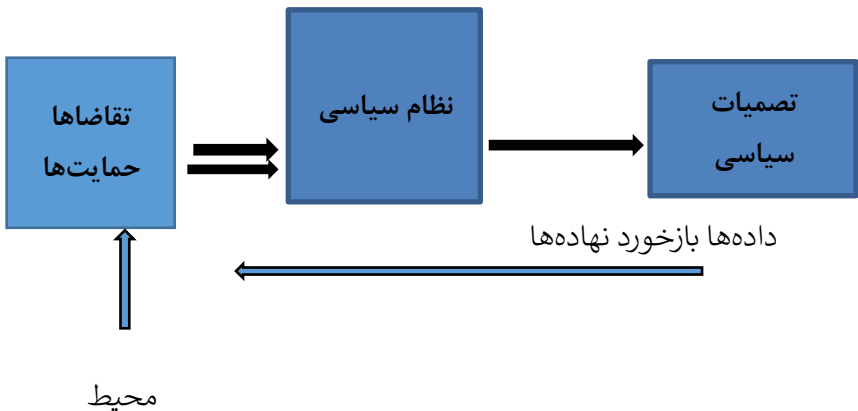 تقاضاها
حمایت‌ها
نظام سیاسی
تصمیات
سیاسی
داده‌ها بازخورد نهاده‌ها
محیط